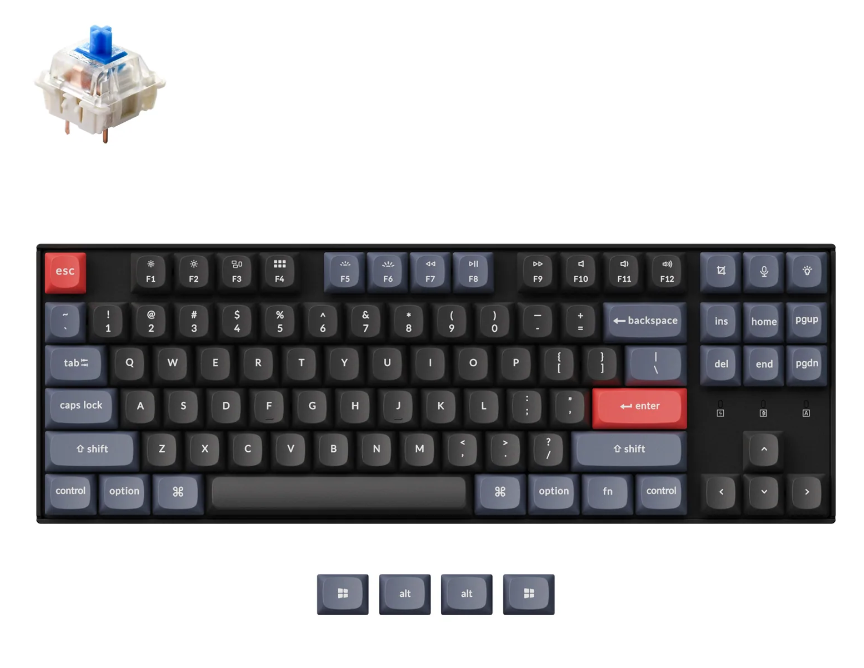 esc F1 F2 F3 F4 F5 F6 F7 F8 F9 F10 F11 F12
~ ! @ # $ % ^ & * ( ) — +
` 1 2 3 4 5 6 7 8 9 0 - = backspace ins home pgup
tab Q W E R T Y U I O P { } | del end pgdn
[ ] \
caps lock A S D F G H J K L : " enter
; ,
shift Z X C V B N M < > ? shift
, . /
control option ⌘ ⌘ option fn control
alt alt